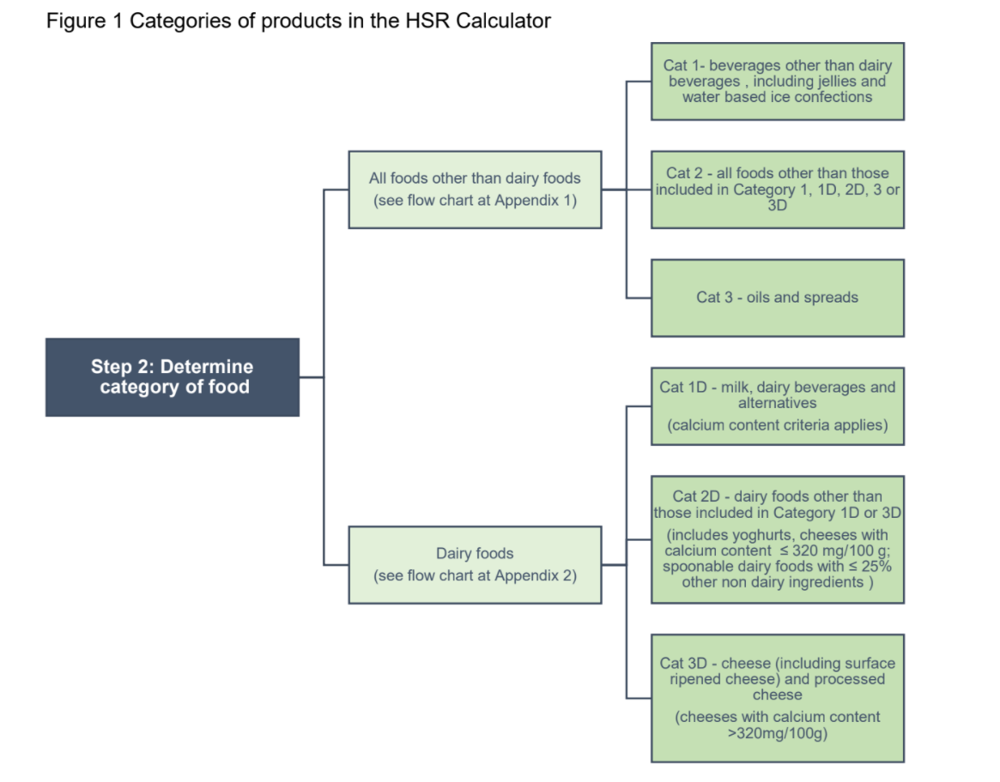 Figure 1 Categories of products in the HSR Calculator
Step 2: Determine
category of food
All foods other than dairy foods
(see flow chart at Appendix 1)
Cat 1- beverages other than dairy
beverages , including jellies and
water based ice confections
Cat 2 - all foods other than those
included in Category 1, 1D, 2D, 3 or
3D
Cat 3 - oils and spreads
Dairy foods
(see flow chart at Appendix 2)
Cat 1D - milk, dairy beverages and
alternatives
(calcium content criteria applies)
Cat 2D - dairy foods other than
those included in Category 1D or 3D
(includes yoghurts, cheeses with
calcium content ≤ 320 mg/100 g;
spoonable dairy foods with ≤ 25%
other non dairy ingredients )
Cat 3D - cheese (including surface
ripened cheese) and processed
cheese
(cheeses with calcium content
>320mg/100g)